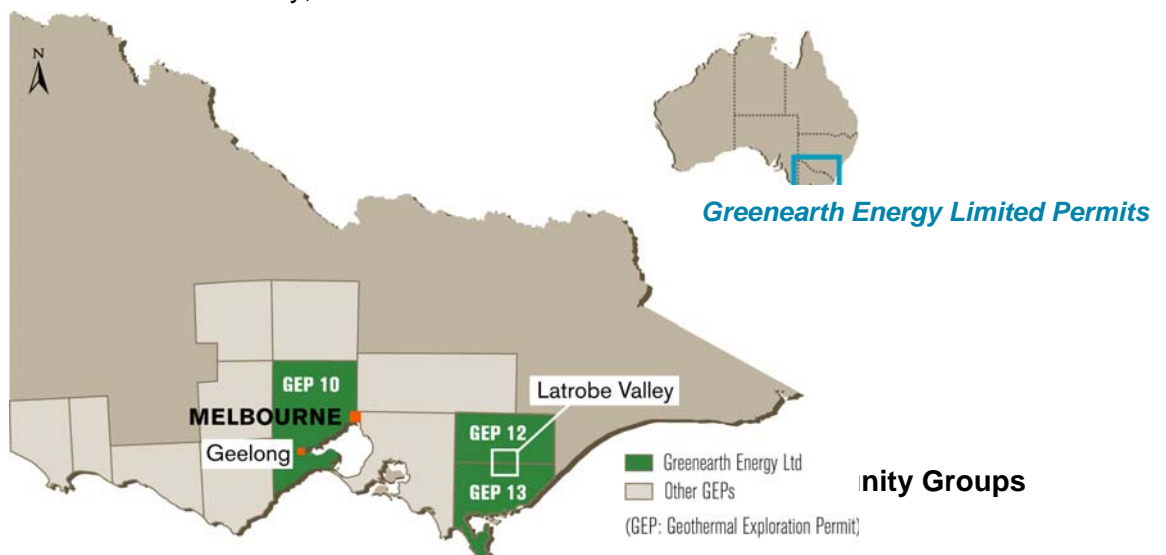 N
Greenearth Energy Limited Permits
GEP 10
Latrobe Valley
MELBOURNE
GEP 12
Geelong
Greenearth Energy Ltd
GEP 13
Other GEPs
nity Groups
(GEP: Geothermal Exploration Permit)